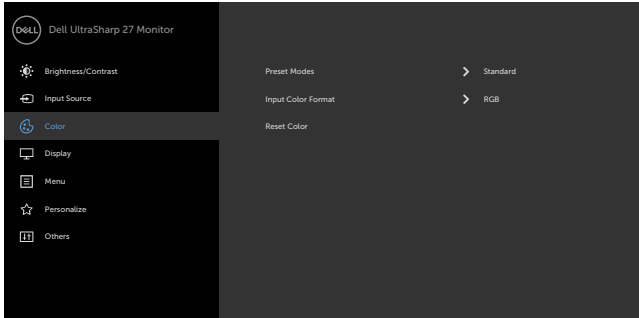 DELL Dell UltraSharp 27 Monitor
Brightness/Contrast Preset Modes Standard
Input Source Input Color Format RGB
Color Reset Color
Display
Menu
Personalize
Others